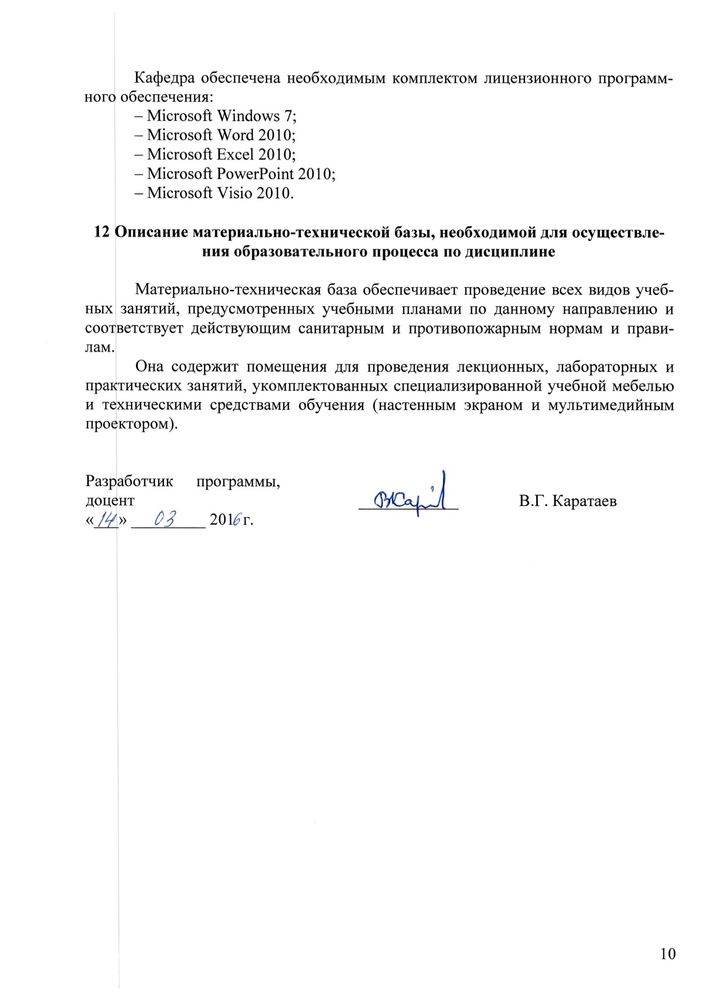 Кафедра обеспечена необходимым комплектом лицензионного программ-
ного обеспечения:
– Microsoft Windows 7;
– Microsoft Word 2010;
– Microsoft Excel 2010;
– Microsoft PowerPoint 2010;
– Microsoft Visio 2010.
12 Описание материально-технической базы, необходимой для осуществле-
ния образовательного процесса по дисциплине
Материально-техническая база обеспечивает проведение всех видов учеб-
ных занятий, предусмотренных учебными планами по данному направлению и
соответствует действующим санитарным и противопожарным нормам и прави-
лам.
Она содержит помещения для проведения лекционных, лабораторных и
практических занятий, укомплектованных специализированной учебной мебелью
и техническими средствами обучения (настенным экраном и мультимедийным
проектором).
Разработчик программы,
доцент В.Г. Каратаев
«14» 03 2016 г.
10